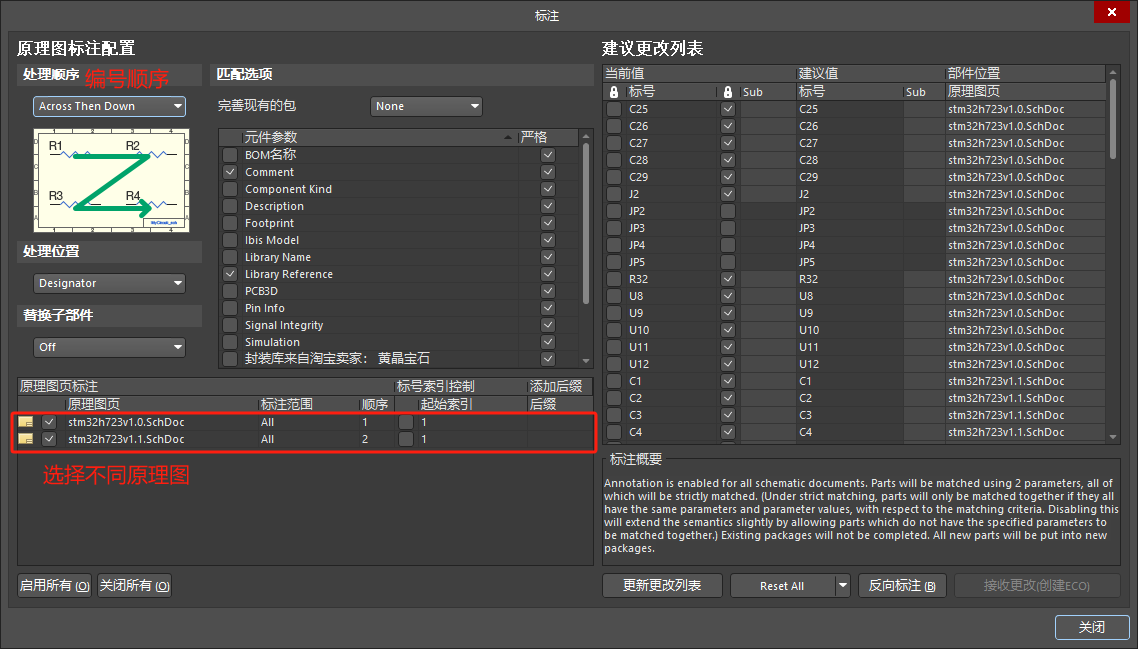 标注
原理图标注配置
处理顺序 编号顺序
Across Then Down
1 2 3 4
R1 R2
R3 R4
1 2 3 4
处理位置
Designator
替换子部件
Off
匹配选项
完善现有的包 None
元件参数 严格
BOM名称
Comment
Component Kind
Description
Footprint
Ibis Model
Library Name
Library Reference
PCB3D
Pin Info
Signal Integrity
Simulation
封装库来自淘宝卖家： 黄晶宝石
原理图页标注 标号索引控制 添加后缀
原理图页 标注范围 顺序 起始索引 后缀
stm32h723v1.0.SchDoc All 1 1
stm32h723v1.1.SchDoc All 2 1
选择不同原理图
启用所有 (O) 关闭所有 (O)
建议更改列表
当前值 建议值 部件位置
标号 Sub 标号 Sub 原理图页
C25 C25 stm32h723v1.0.SchDoc
C26 C26 stm32h723v1.0.SchDoc
C27 C27 stm32h723v1.0.SchDoc
C28 C28 stm32h723v1.0.SchDoc
C29 C29 stm32h723v1.0.SchDoc
J2 J2 stm32h723v1.0.SchDoc
JP2 JP2 stm32h723v1.0.SchDoc
JP3 JP3 stm32h723v1.0.SchDoc
JP4 JP4 stm32h723v1.0.SchDoc
JP5 JP5 stm32h723v1.0.SchDoc
R32 R32 stm32h723v1.0.SchDoc
U8 U8 stm32h723v1.0.SchDoc
U9 U9 stm32h723v1.0.SchDoc
U10 U10 stm32h723v1.0.SchDoc
U11 U11 stm32h723v1.0.SchDoc
U12 U12 stm32h723v1.0.SchDoc
C1 C1 stm32h723v1.1.SchDoc
C2 C2 stm32h723v1.1.SchDoc
C3 C3 stm32h723v1.1.SchDoc
C4 C4 stm32h723v1.1.SchDoc
标注概要
Annotation is enabled for all schematic documents. Parts will be matched using 2 parameters, all of
which will be strictly matched. (Under strict matching, parts will only be matched together if they all
have the same parameters and parameter values, with respect to the matching criteria. Disabling this
will extend the semantics slightly by allowing parts which do not have the specified parameters to
be matched together.) Existing packages will not be completed. All new parts will be put into new
packages.
更新更改列表 Reset All 反向标注 (B) 接收更改(创建ECO)
关闭